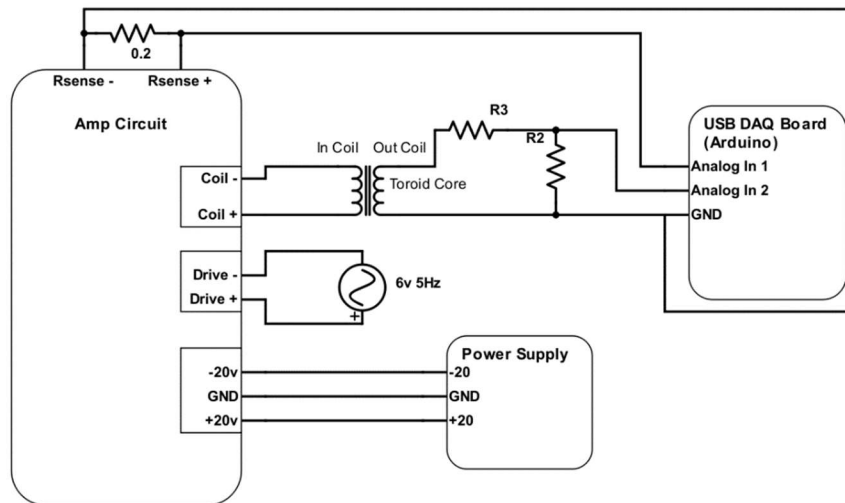 0.2
Rsense -
Rsense +
Amp Circuit
R3
R2
USB DAQ Board
(Arduino)
In Coil
Out Coil
Analog In 1
Coil -
Toroid Core
Analog In 2
Coil +
GND
Drive -
6v 5Hz
Drive +
+
Power Supply
-20v
-20
GND
GND
+20v
+20